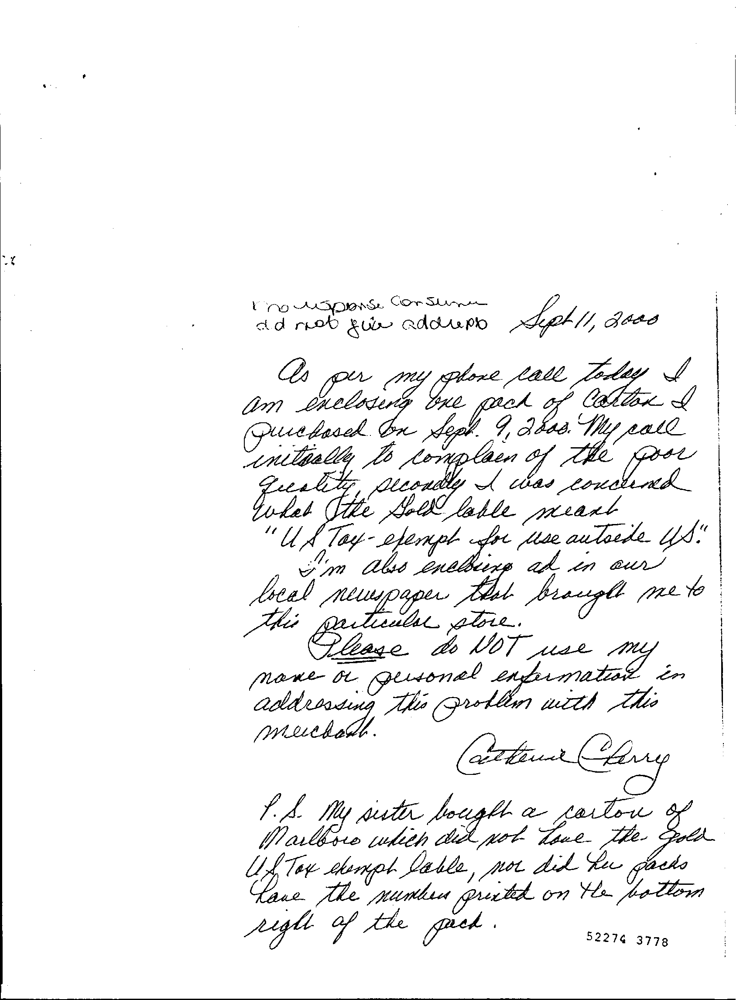 no response Consumer
did not give address Sept 11, 2000
As per my phone call today I
am enclosing one pack of Carton I
purchased on Sept. 9, 2000. My call
initially to complain of the poor
quality, secondly I was concerned
what the Gold lable meant
"US Tax-exempt for use outside US."
I'm also enclosing ad in our
local newspaper that brought me to
this particular store.
Please do NOT use my
name or personal information in
addressing this problem with this
merchant.
Catherine Cherry
P.S. My sister bought a carton of
Marlboro which did not have the gold
US Tax exempt lable, nor did her packs
have the numbers printed on the bottom
right of the pack.
52274 3778